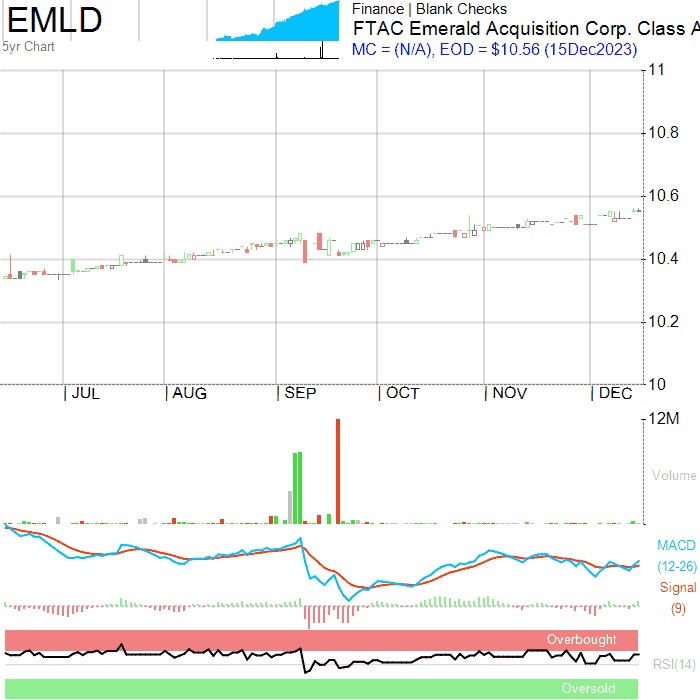 EMLD
5yr Chart
Finance | Blank Checks
FTAC Emerald Acquisition Corp. Class A
MC = (N/A), EOD = $10.56 (15Dec2023)
11
10.8
10.6
10.4
10.2
10
JUL
AUG
SEP
OCT
NOV
DEC
12M
Volume
MACD
(12-26)
Signal
(9)
Overbought
RSI(14)
Oversold